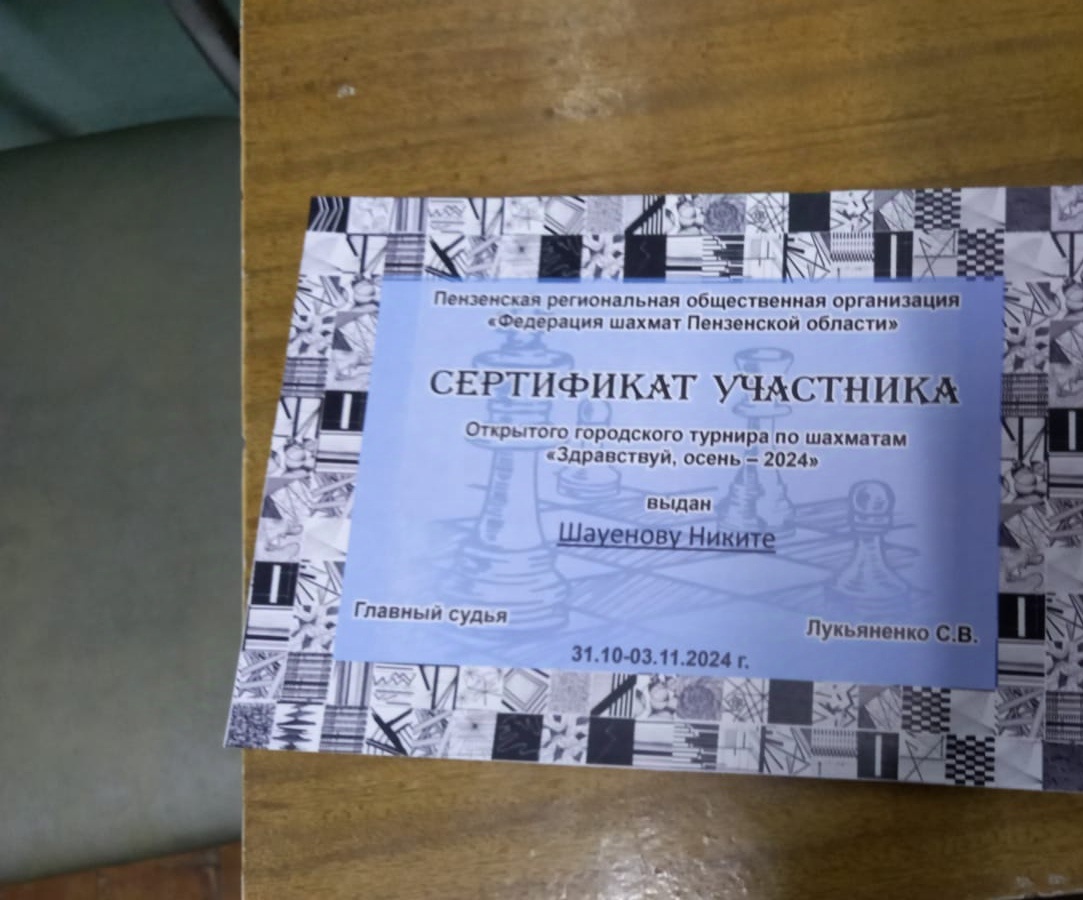 Пензенская региональная общественная организация
«Федерация шахмат Пензенской области»
СЕРТИФИКАТ УЧАСТНИКА
Открытого городского турнира по шахматам
«Здравствуй, осень – 2024»
выдан
Шауенову Никите
Главный судья
Лукьяненко С.В.
31.10-03.11.2024 г.